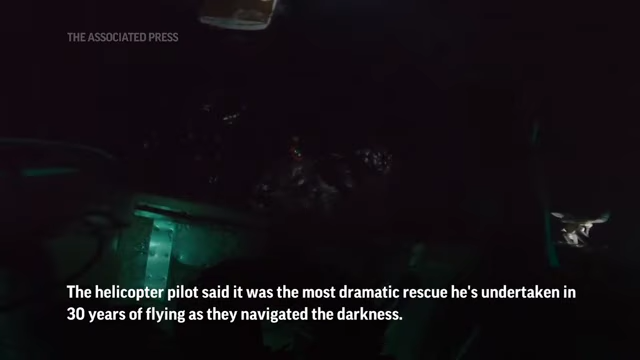 THE ASSOCIATED PRESS
The helicopter pilot said it was the most dramatic rescue he's undertaken in
30 years of flying as they navigated the darkness.